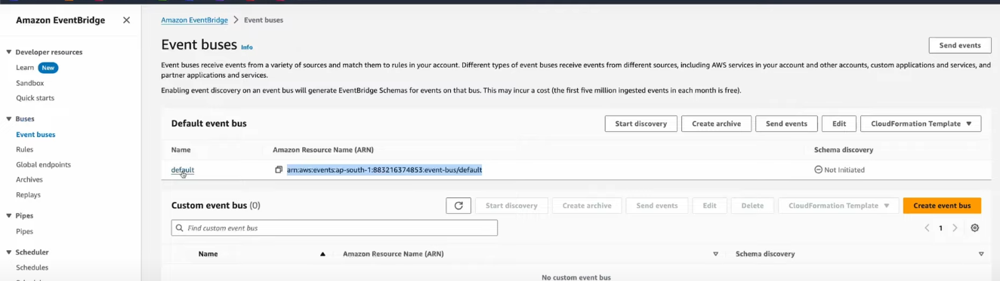 Amazon EventBridge
Developer resources
Learn New
Sandbox
Quick starts
Buses
Event buses
Rules
Global endpoints
Archives
Replays
Pipes
Pipes
Scheduler
Schedules
Amazon EventBridge > Event buses
Event buses Info
Send events
Event buses receive events from a variety of sources and match them to rules in your account. Different types of event buses receive events from different sources, including AWS services in your account and other accounts, custom applications and services, and
partner applications and services.
Enabling event discovery on an event bus will generate EventBridge Schemas for events on that bus. This may incur a cost (the first five million ingested events in each month is free).
Default event bus
Start discovery Create archive Send events Edit CloudFormation Template
Name Amazon Resource Name (ARN) Schema discovery
default arn:aws:events:ap-south-1:883216374853:event-bus/default Not Initiated
Custom event bus (0)
Start discovery Create archive Send events Edit Delete CloudFormation Template Create event bus
Find custom event bus
1
Name Amazon Resource Name (ARN) Schema discovery
No custom event bus